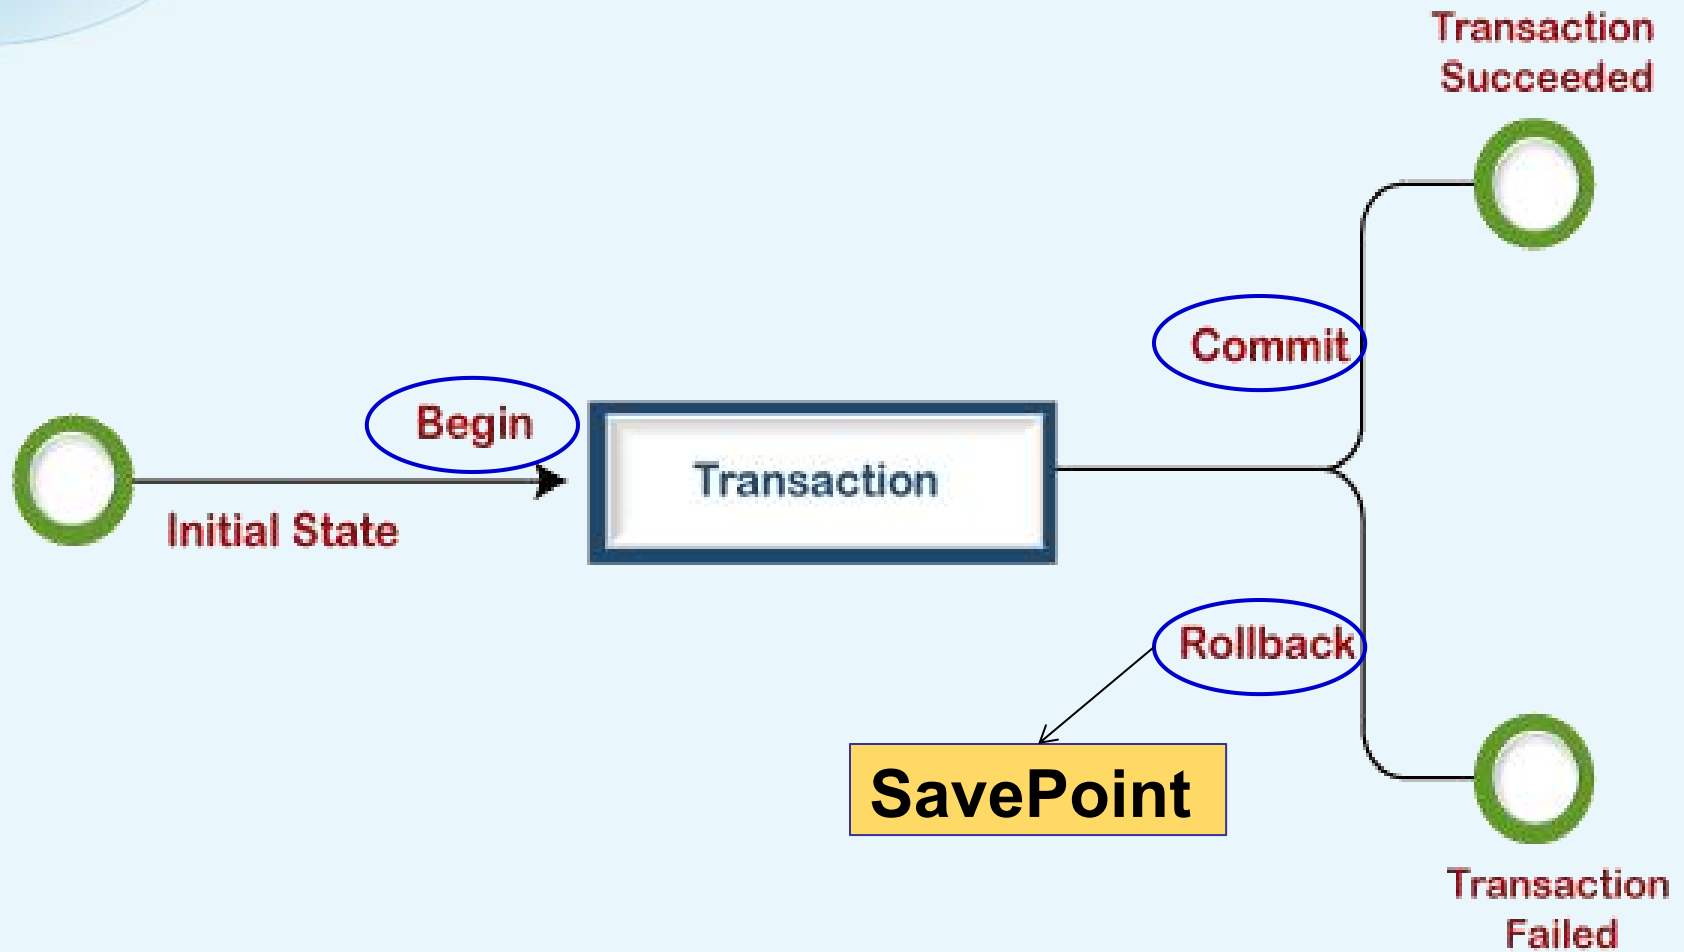 Transaction
Succeeded
Commit
Begin
Transaction
Initial State
Rollback
SavePoint
Transaction
Failed